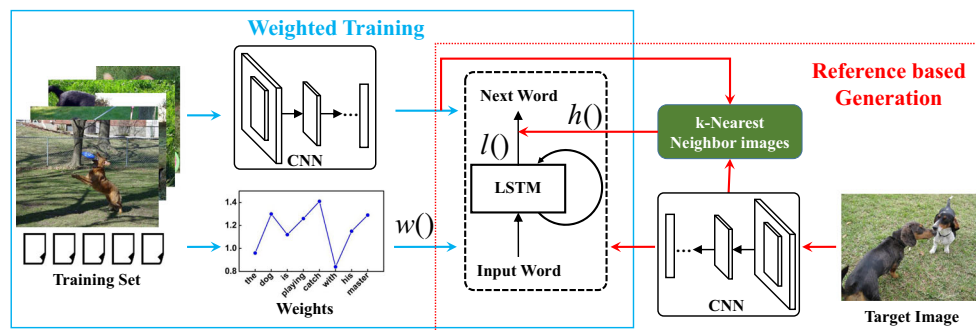 Weighted Training
Reference based
Generation
CNN
Training Set
1.4
1.2
1.0
0.8
the
dog
is
playing
catch
with
his
master
Weights
w()
Next Word
h()
l()
LSTM
Input Word
k-Nearest
Neighbor images
CNN
Target Image